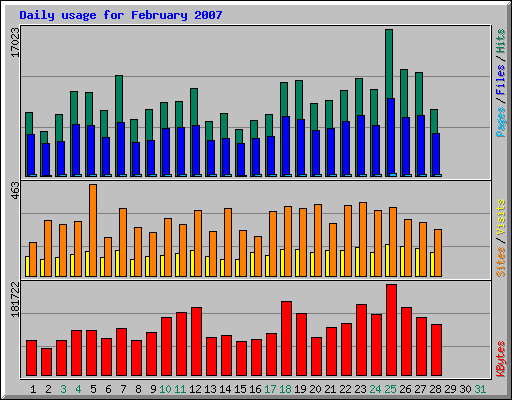 Daily usage for February 2007
17023
Pages / Files / Hits
463
Sites / Visits
181722
KBytes
1 2 3 4 5 6 7 8 9 10 11 12 13 14 15 16 17 18 19 20 21 22 23 24 25 26 27 28 29 30 31